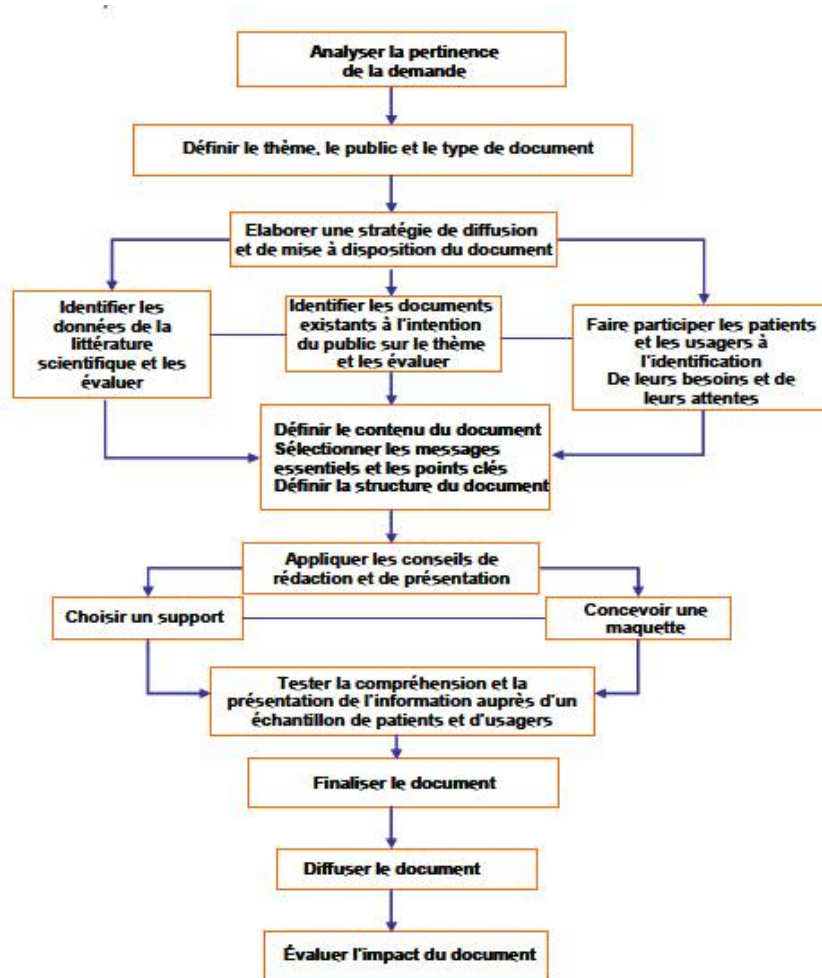 Analyser la pertinence
de la demande
Définir le thème, le public et le type de document
Elaborer une stratégie de diffusion
et de mise à disposition du document
Identifier les
données de la
littérature
scientifique et les
évaluer
Identifier les documents
existants à l'intention
du public sur le thème
et les évaluer
Faire participer les patients
et les usagers à
l'identification
De leurs besoins et de
leurs attentes
Définir le contenu du document
Sélectionner les messages
essentiels et les points clés
Définir la structure du document
Appliquer les conseils de
rédaction et de présentation
Choisir un support
Concevoir une
maquette
Tester la compréhension et la
présentation de l'information auprès d'un
échantillon de patients et d'usagers
Finaliser le document
Diffuser le document
Évaluer l'impact du document